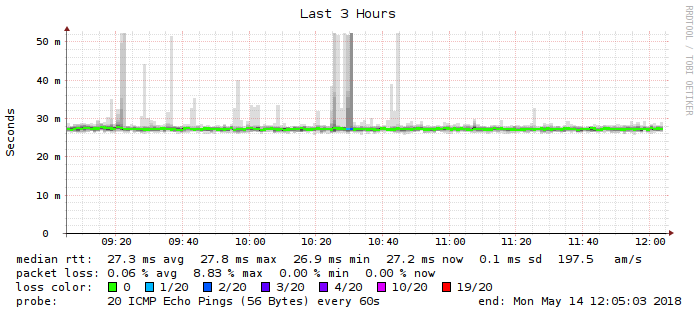 Last 3 Hours
RRDTOOL / TOBI OETIKER
Seconds
50 m
40 m
30 m
20 m
10 m
0
09:20 09:40 10:00 10:20 10:40 11:00 11:20 11:40 12:00
median rtt: 27.3 ms avg 27.8 ms max 26.9 ms min 27.2 ms now 0.1 ms sd 197.5 am/s
packet loss: 0.06 % avg 8.83 % max 0.00 % min 0.00 % now
loss color: 0 1/20 2/20 3/20 4/20 10/20 19/20
probe: 20 ICMP Echo Pings (56 Bytes) every 60s end: Mon May 14 12:05:03 2018